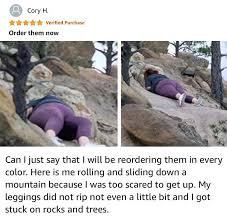 Cory H.
Verified Purchase
Order them now
Can I just say that I will be reordering them in every
color. Here is me rolling and sliding down a
mountain because I was too scared to get up. My
leggings did not rip not even a little bit and I got
stuck on rocks and trees.